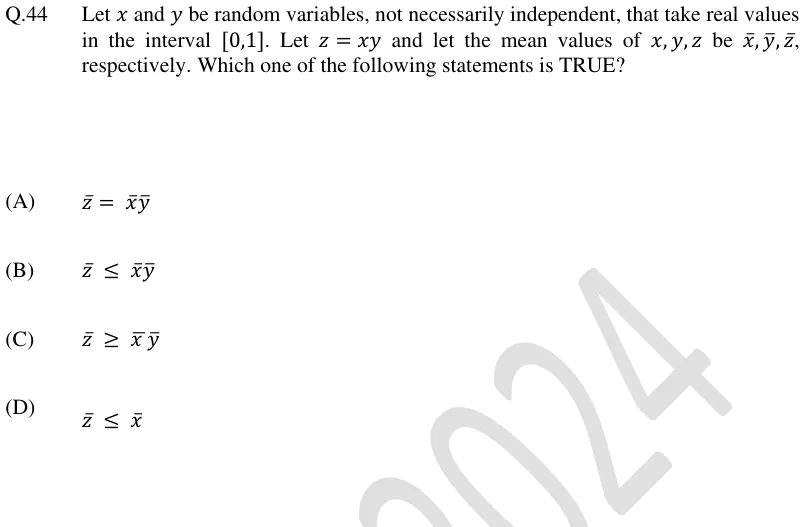 Q.44 Let 𝑥 and 𝑦 be random variables, not necessarily independent, that take real values
in the interval [0,1]. Let 𝑧 = 𝑥𝑦 and let the mean values of 𝑥, 𝑦, 𝑧 be x̄, ȳ, z̄,
respectively. Which one of the following statements is TRUE?
(A) z̄ = x̄ȳ
(B) z̄ ≤ x̄ȳ
(C) z̄ ≥ x̄ ȳ
(D) z̄ ≤ x̄
2024